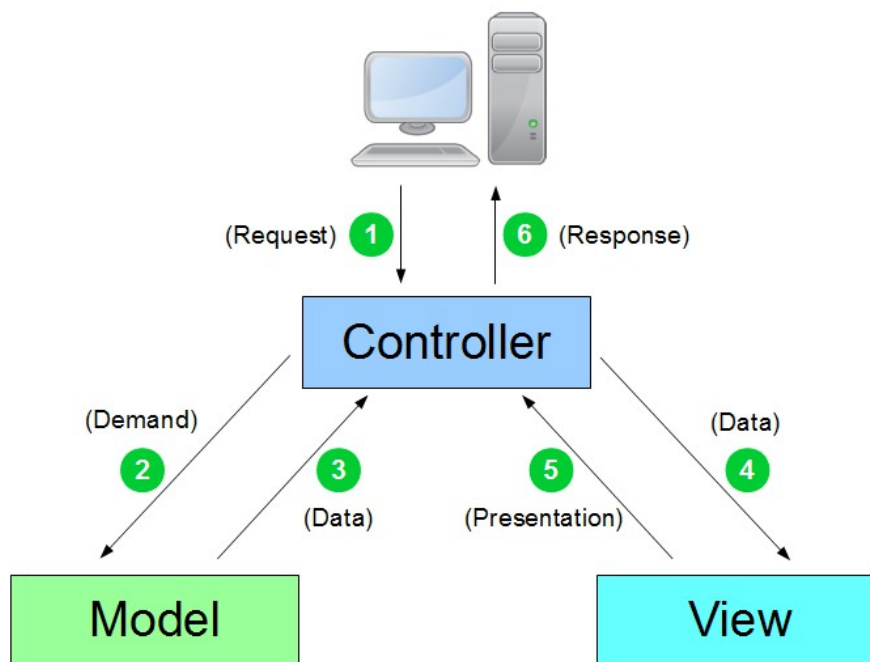 (Request) 1 6 (Response)
Controller
(Demand) (Data)
2 3 5 4
(Data) (Presentation)
Model View